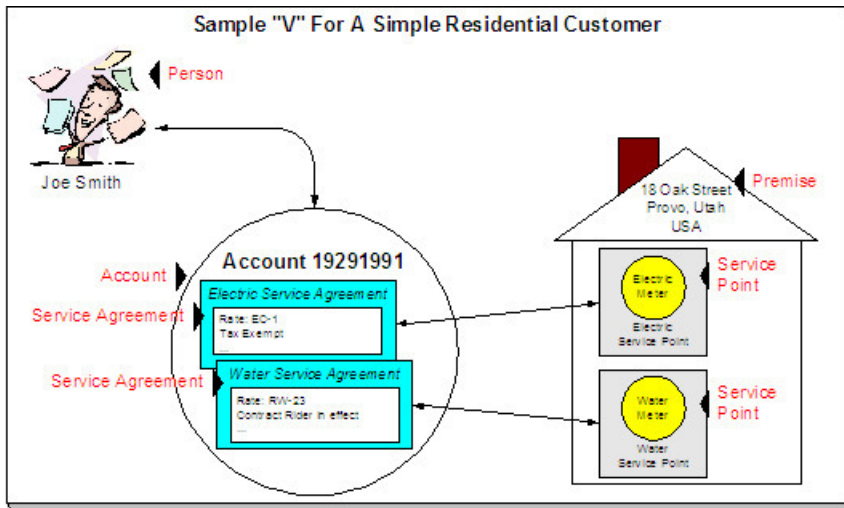 Sample "V" For A Simple Residential Customer
Person
Joe Smith
18 Oak Street
Provo, Utah
USA
Premise
Account 19291991
Account
Electric Service Agreement
Service Agreement
Rate: EC-1
Tax Exempt
...
Water Service Agreement
Service Agreement
Rate: RW-23
Contract Rider in effect
...
Electric
Meter
Electric
Service Point
Service
Point
Water
Meter
Water
Service Point
Service
Point